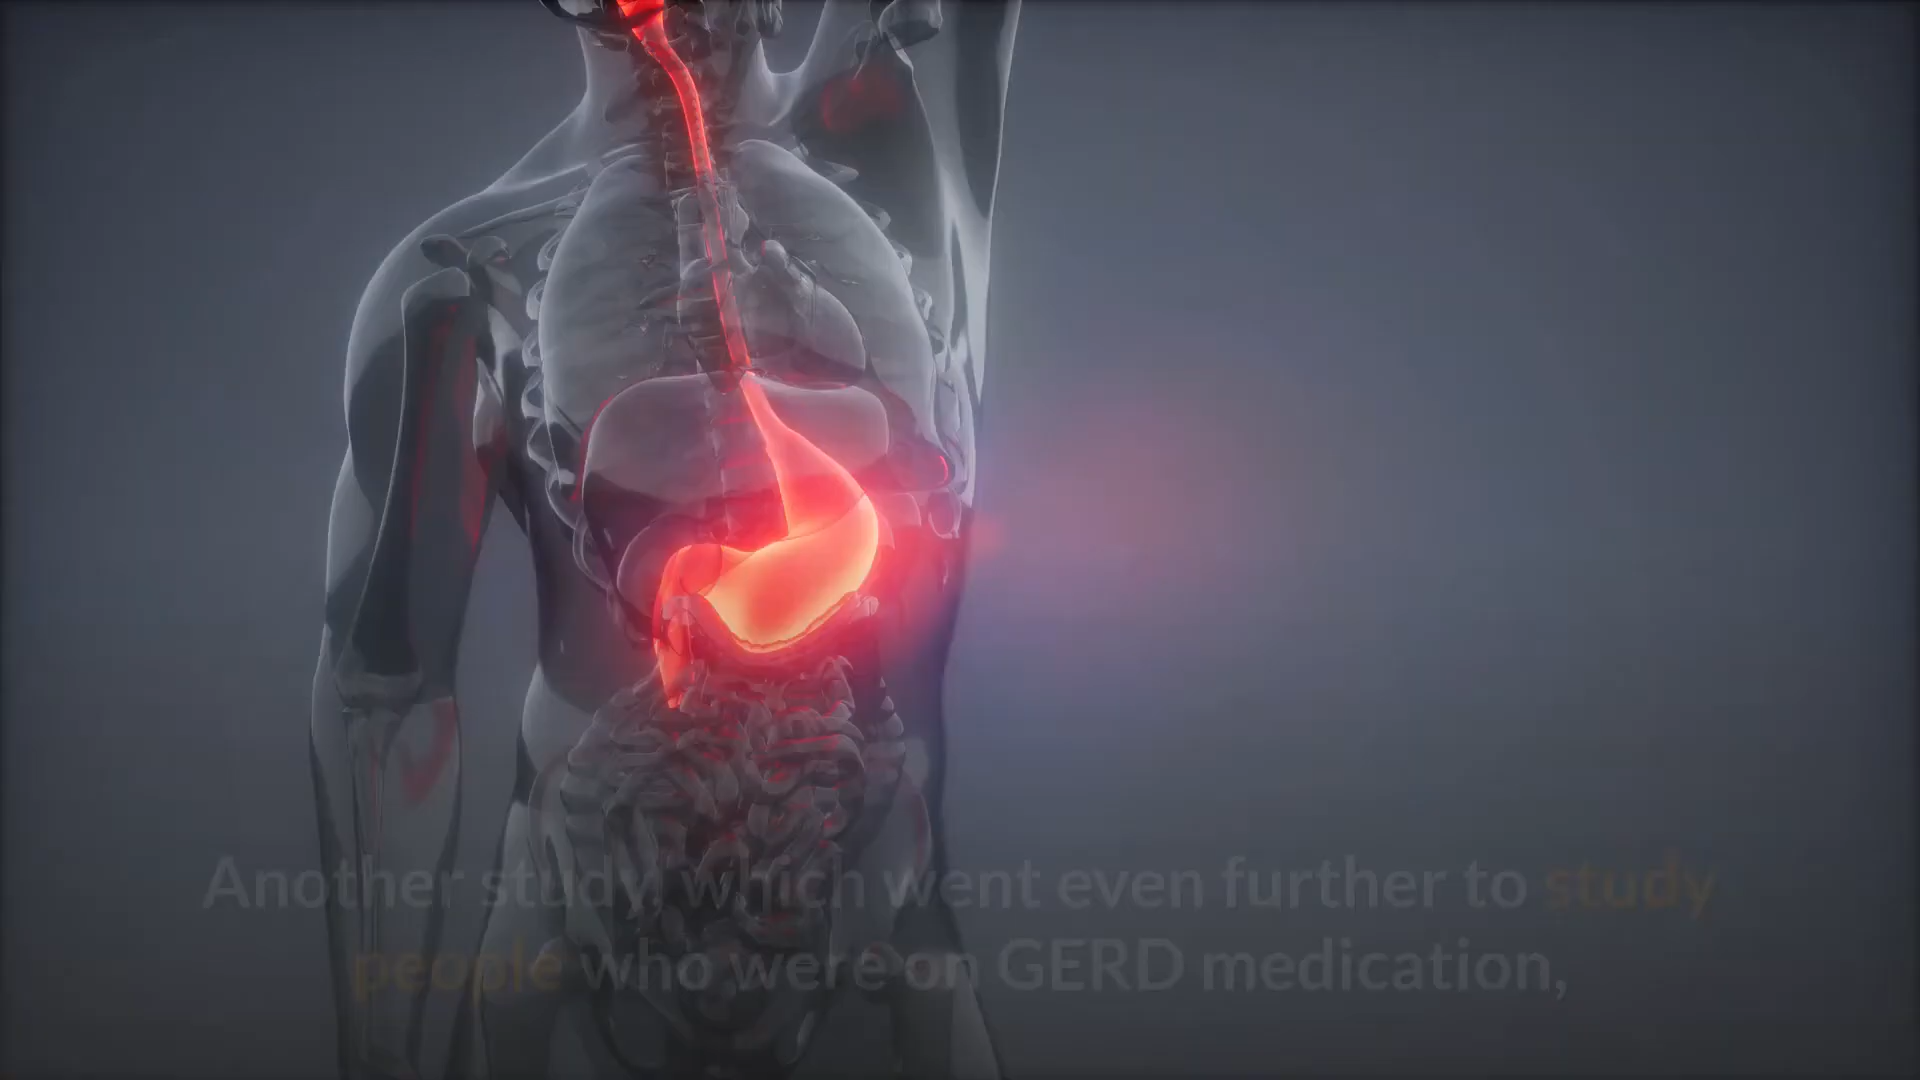 Another study, which went even further to study
people who were on GERD medication,